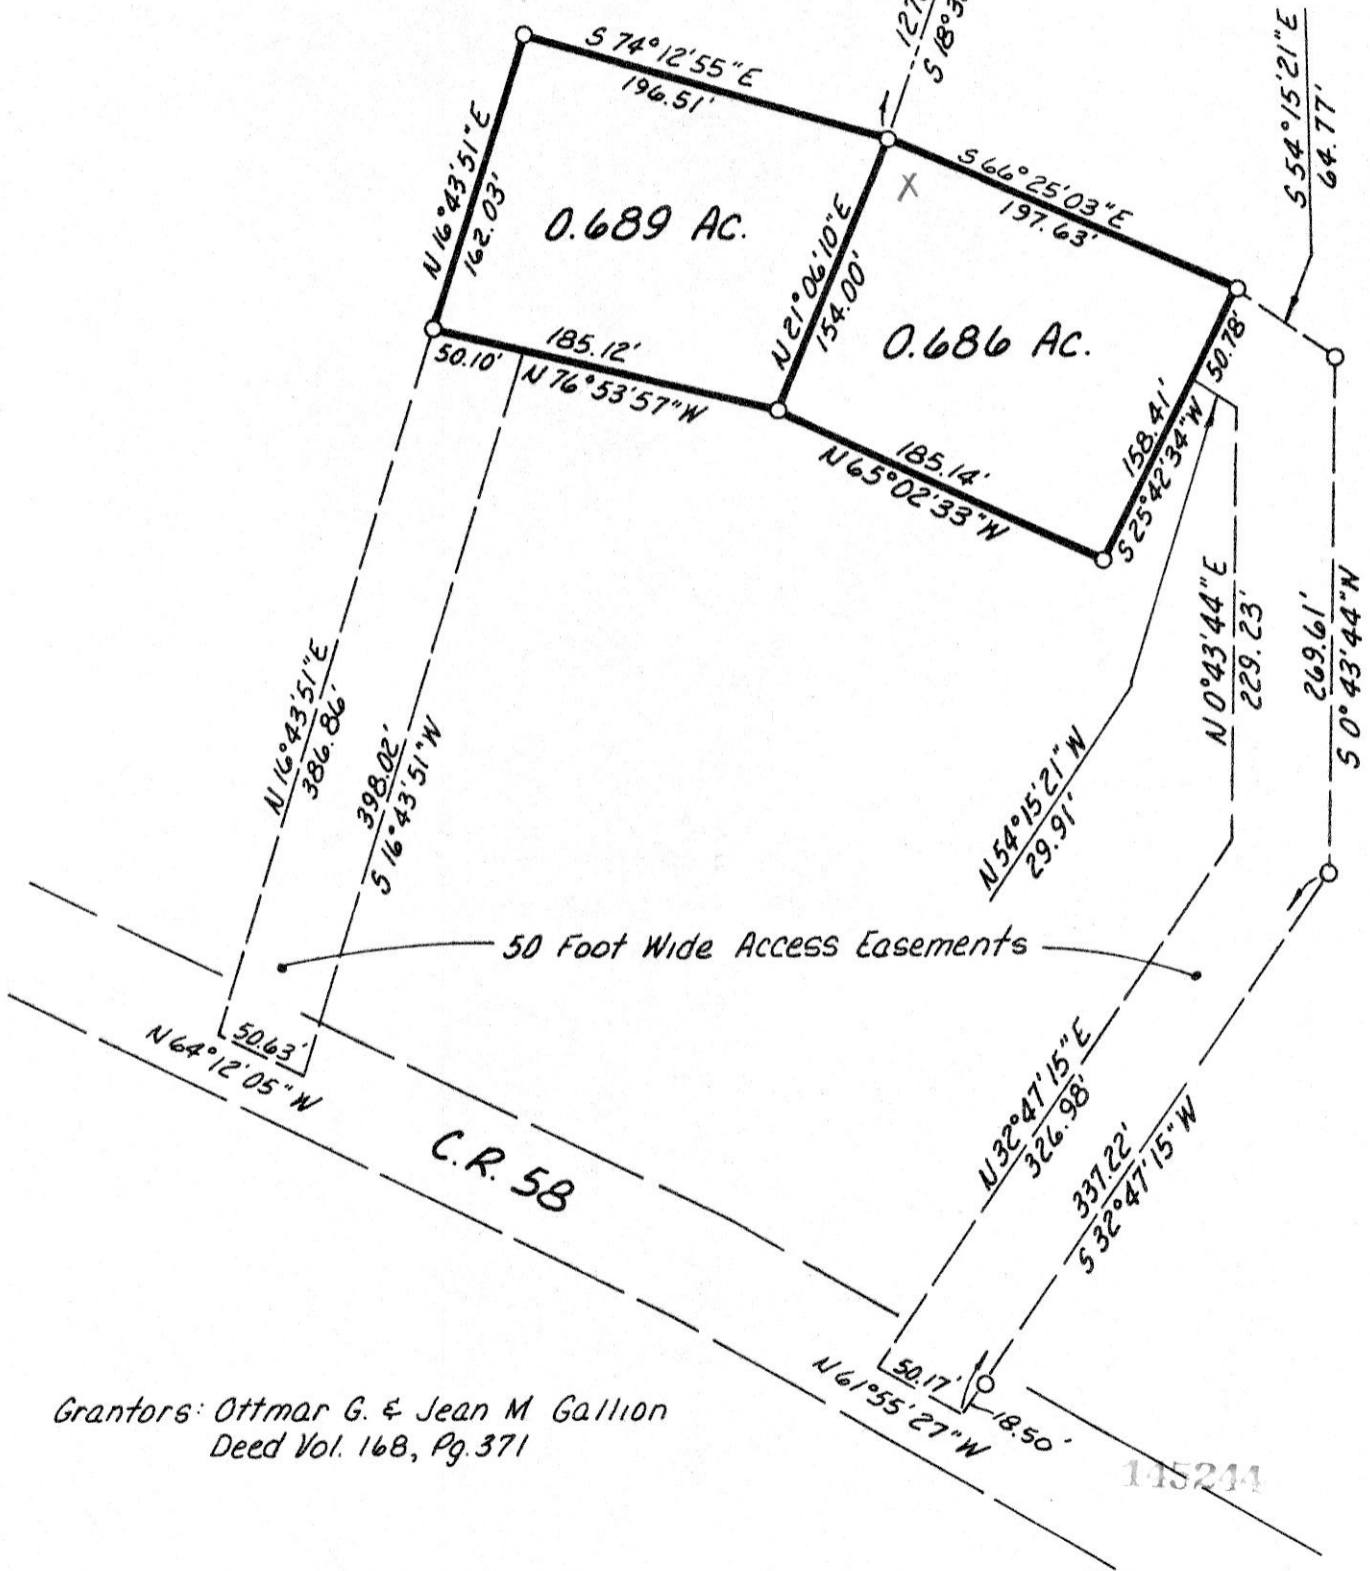 S 74°12'55"E
196.51'
127.
S 18°3
S 54°15'21"E
64.77'
N 16°43'51"E
162.03'
0.689 AC.
X
S 66°25'03"E
197.63'
N 21°06'10"E
154.00'
0.686 AC.
50.10'
185.12'
N 76°53'57"W
50.78'
158.41'
S 25°42'34"W
185.14'
N 65°02'33"W
N 16°43'51"E
386.86'
398.02'
S 16°43'51"W
N 54°15'21"W
29.91'
N 0°43'44"E
229.23'
269.61'
S 0°43'44"W
50 Foot Wide Access Easements
50.63'
N 64°12'05"W
C.R. 58
N 32°47'15"E
326.98'
337.22'
S 32°47'15"W
50.17'
N 61°55'27"W
18.50'
Grantors: Ottmar G. & Jean M Gallion
Deed Vol. 168, Pg. 371
145244